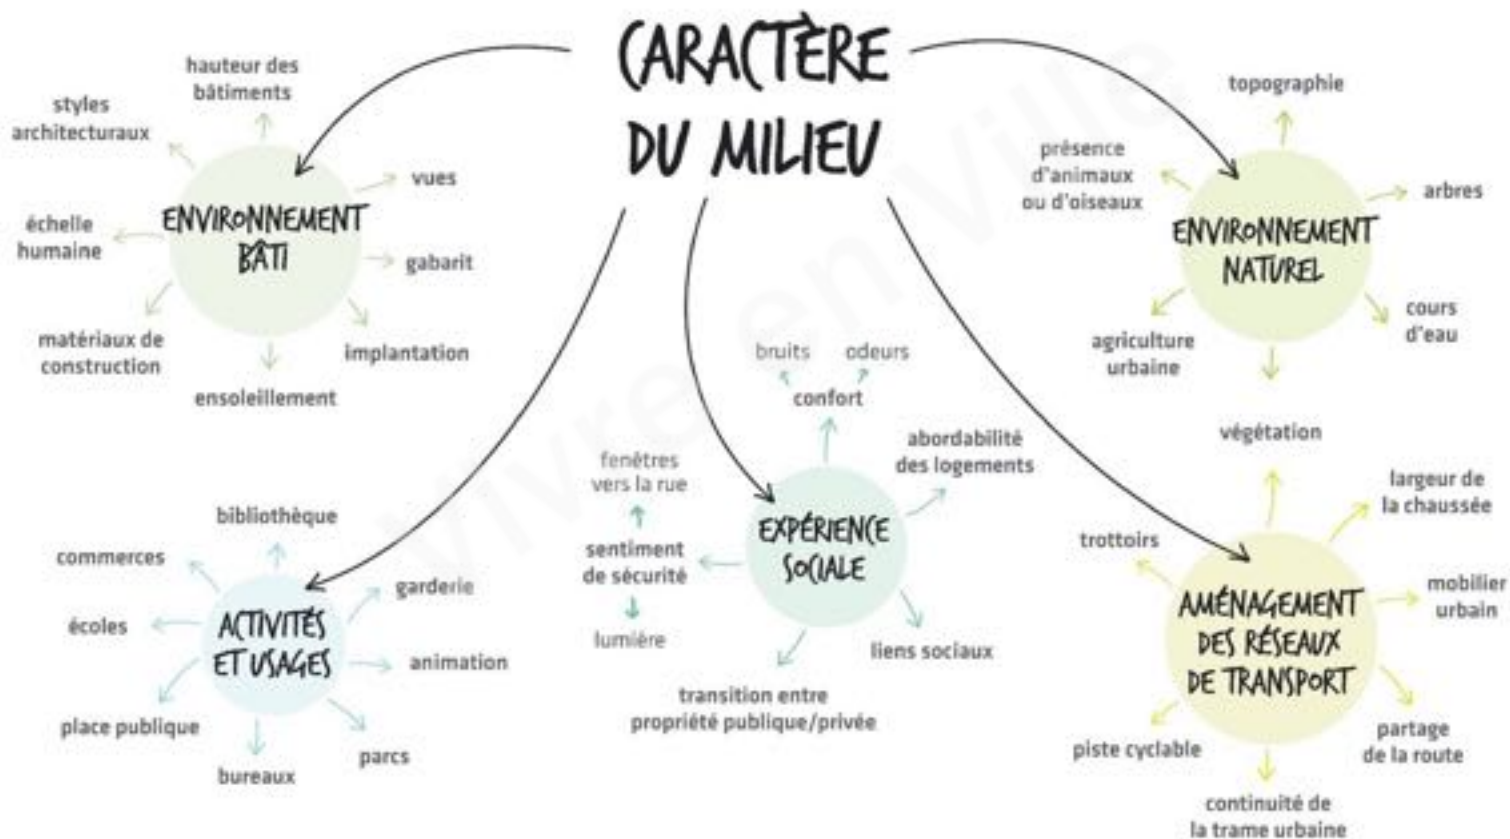 CARACTÈRE
DU MILIEU
hauteur des
bâtiments
styles
architecturaux
vues
ENVIRONNEMENT
BÂTI
échelle
humaine
gabarit
matériaux de
construction
implantation
ensoleillement
topographie
présence
d'animaux
ou d'oiseaux
arbres
ENVIRONNEMENT
NATUREL
cours
d'eau
agriculture
urbaine
végétation
bruits
odeurs
confort
abordabilité
des logements
fenêtres
vers la rue
EXPÉRIENCE
SOCIALE
sentiment
de sécurité
lumière
liens sociaux
transition entre
propriété publique/privée
bibliothèque
commerces
garderie
écoles
ACTIVITÉS
ET USAGES
animation
place publique
parcs
bureaux
largeur de
la chaussée
trottoirs
mobilier
urbain
AMÉNAGEMENT
DES RÉSEAUX
DE TRANSPORT
partage
de la route
piste cyclable
continuité de
la trame urbaine
Vivre en Ville